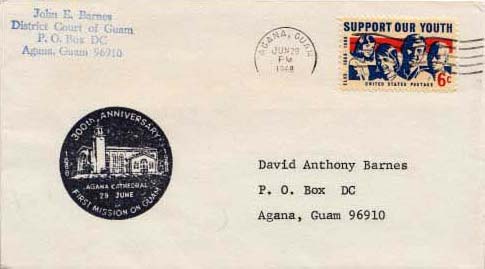 John E. Barnes
District Court of Guam
P. O. Box DC
Agana, Guam 96910
AGANA, GUAM
JUN 29
PM
1968
SUPPORT OUR YOUTH
ELKS 1868 1968
6c
UNITED STATES POSTAGE
300th ANNIVERSARY
AGANA CATHEDRAL
29 JUNE
FIRST MISSION ON GUAM
David Anthony Barnes
P. O. Box DC
Agana, Guam 96910